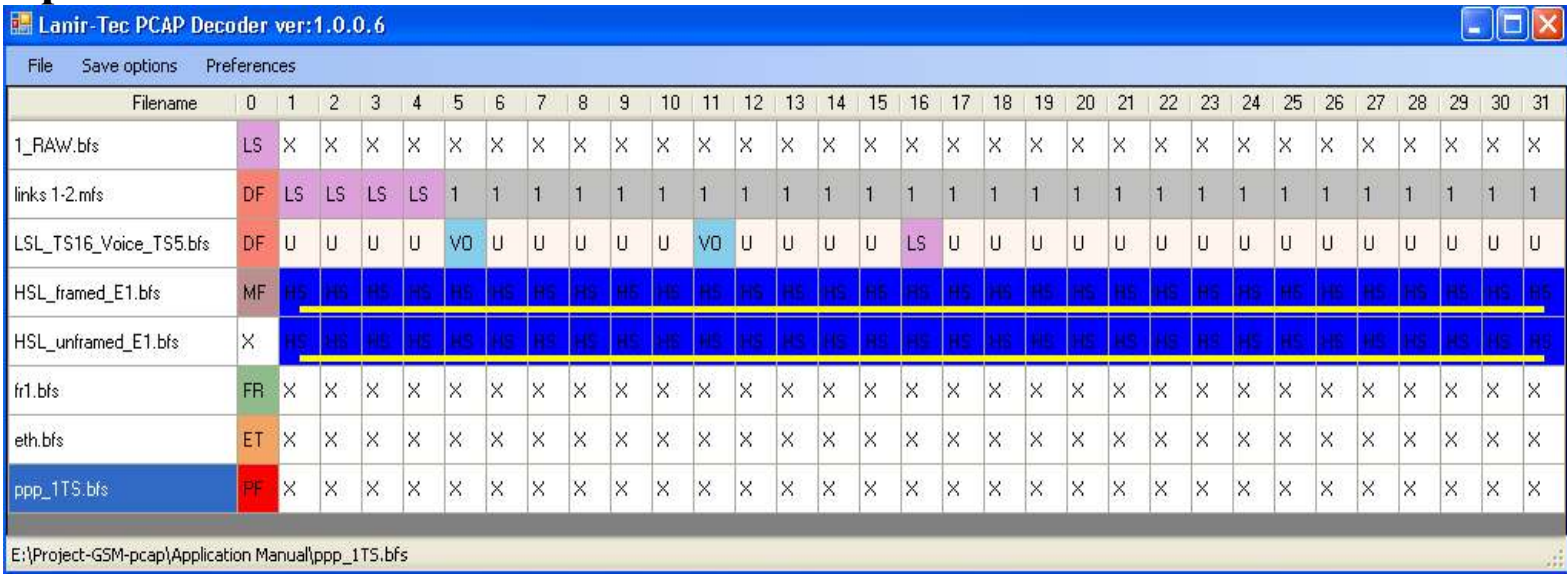 Lanir-Tec PCAP Decoder ver:1.0.0.6
File Save options Preferences
Filename 0 1 2 3 4 5 6 7 8 9 10 11 12 13 14 15 16 17 18 19 20 21 22 23 24 25 26 27 28 29 30 31
1_RAW.bfs LS X X X X X X X X X X X X X X X X X X X X X X X X X X X X X X X
links 1-2.mfs DF LS LS LS LS 1 1 1 1 1 1 1 1 1 1 1 1 1 1 1 1 1 1 1 1 1 1 1 1 1 1 1
LSL_TS16_Voice_TS5.bfs DF U U U U VO U U U U U VO U U U U LS U U U U U U U U U U U U U U U
HSL_framed_E1.bfs MF HS HS HS HS HS HS HS HS HS HS HS HS HS HS HS HS HS HS HS HS HS HS HS HS HS HS HS HS HS HS HS
HSL_unframed_E1.bfs X HS HS HS HS HS HS HS HS HS HS HS HS HS HS HS HS HS HS HS HS HS HS HS HS HS HS HS HS HS HS HS
fr1.bfs FR X X X X X X X X X X X X X X X X X X X X X X X X X X X X X X X
eth.bfs ET X X X X X X X X X X X X X X X X X X X X X X X X X X X X X X X
ppp_1TS.bfs PF X X X X X X X X X X X X X X X X X X X X X X X X X X X X X X X
E:\Project-GSM-pcap\Application Manual\ppp_1TS.bfs